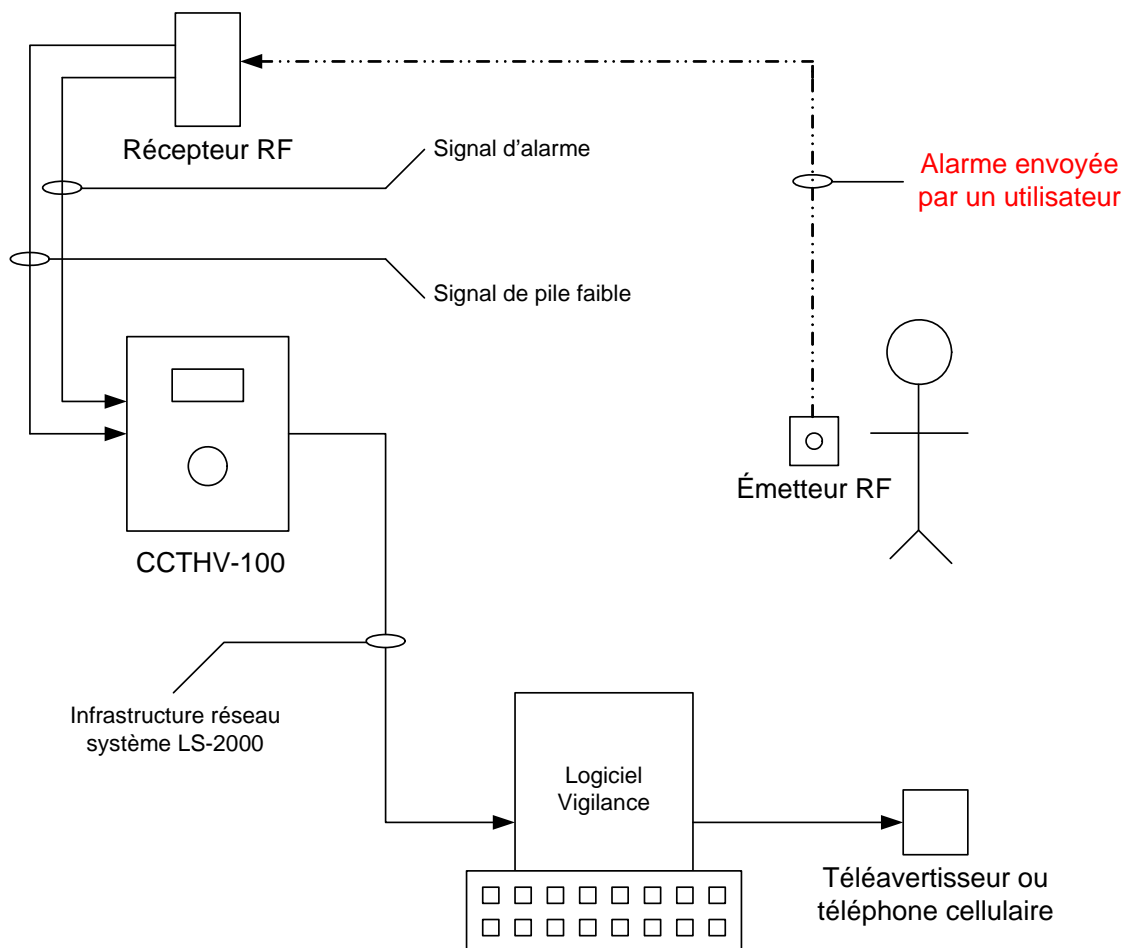 Récepteur RF
Signal d'alarme
Alarme envoyée
par un utilisateur
Signal de pile faible
Émetteur RF
CCTHV-100
Infrastructure réseau
système LS-2000
Logiciel
Vigilance
Téléavertisseur ou
téléphone cellulaire